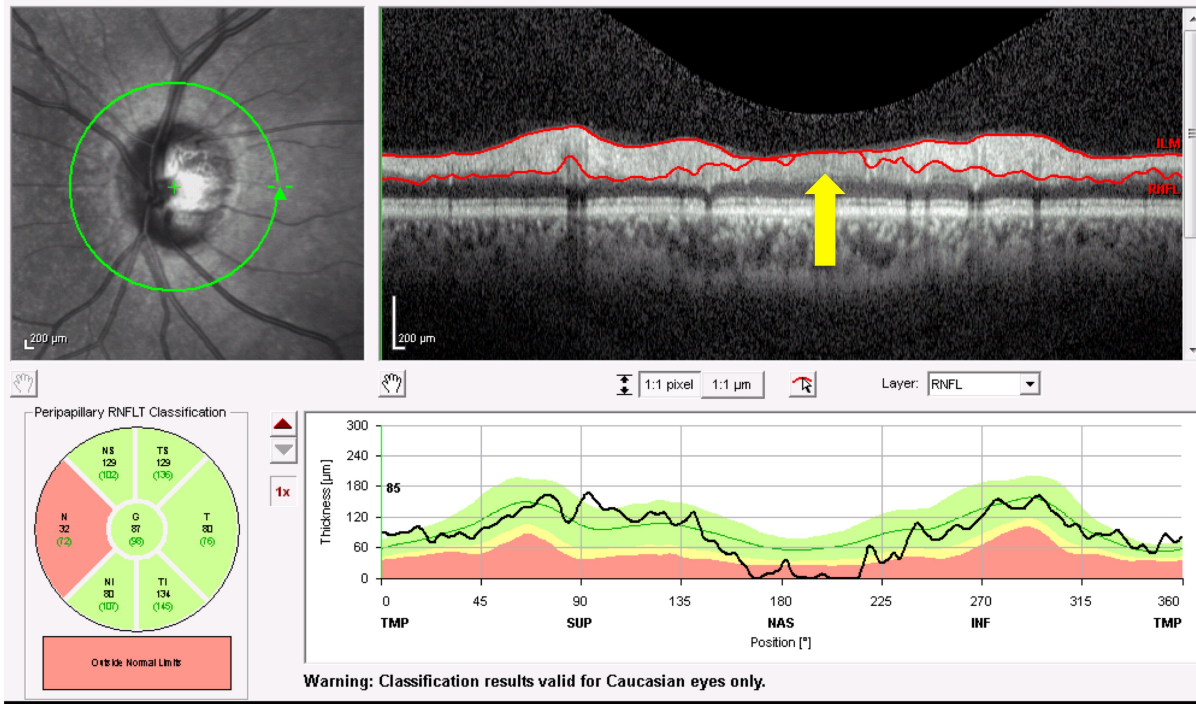 200 µm
ILM
RNFL
200 µm
1:1 pixel
1:1 µm
Layer:
RNFL
Peripapillary RNFLT Classification
NS
129
(102)
TS
129
(136)
N
32
(72)
G
87
(98)
T
80
(76)
NI
80
(107)
TI
134
(145)
Outside Normal Limits
1x
Thickness [µm]
300
240
180
120
60
0
85
0 45 90 135 180 225 270 315 360
TMP SUP NAS INF TMP
Position [°]
Warning: Classification results valid for Caucasian eyes only.